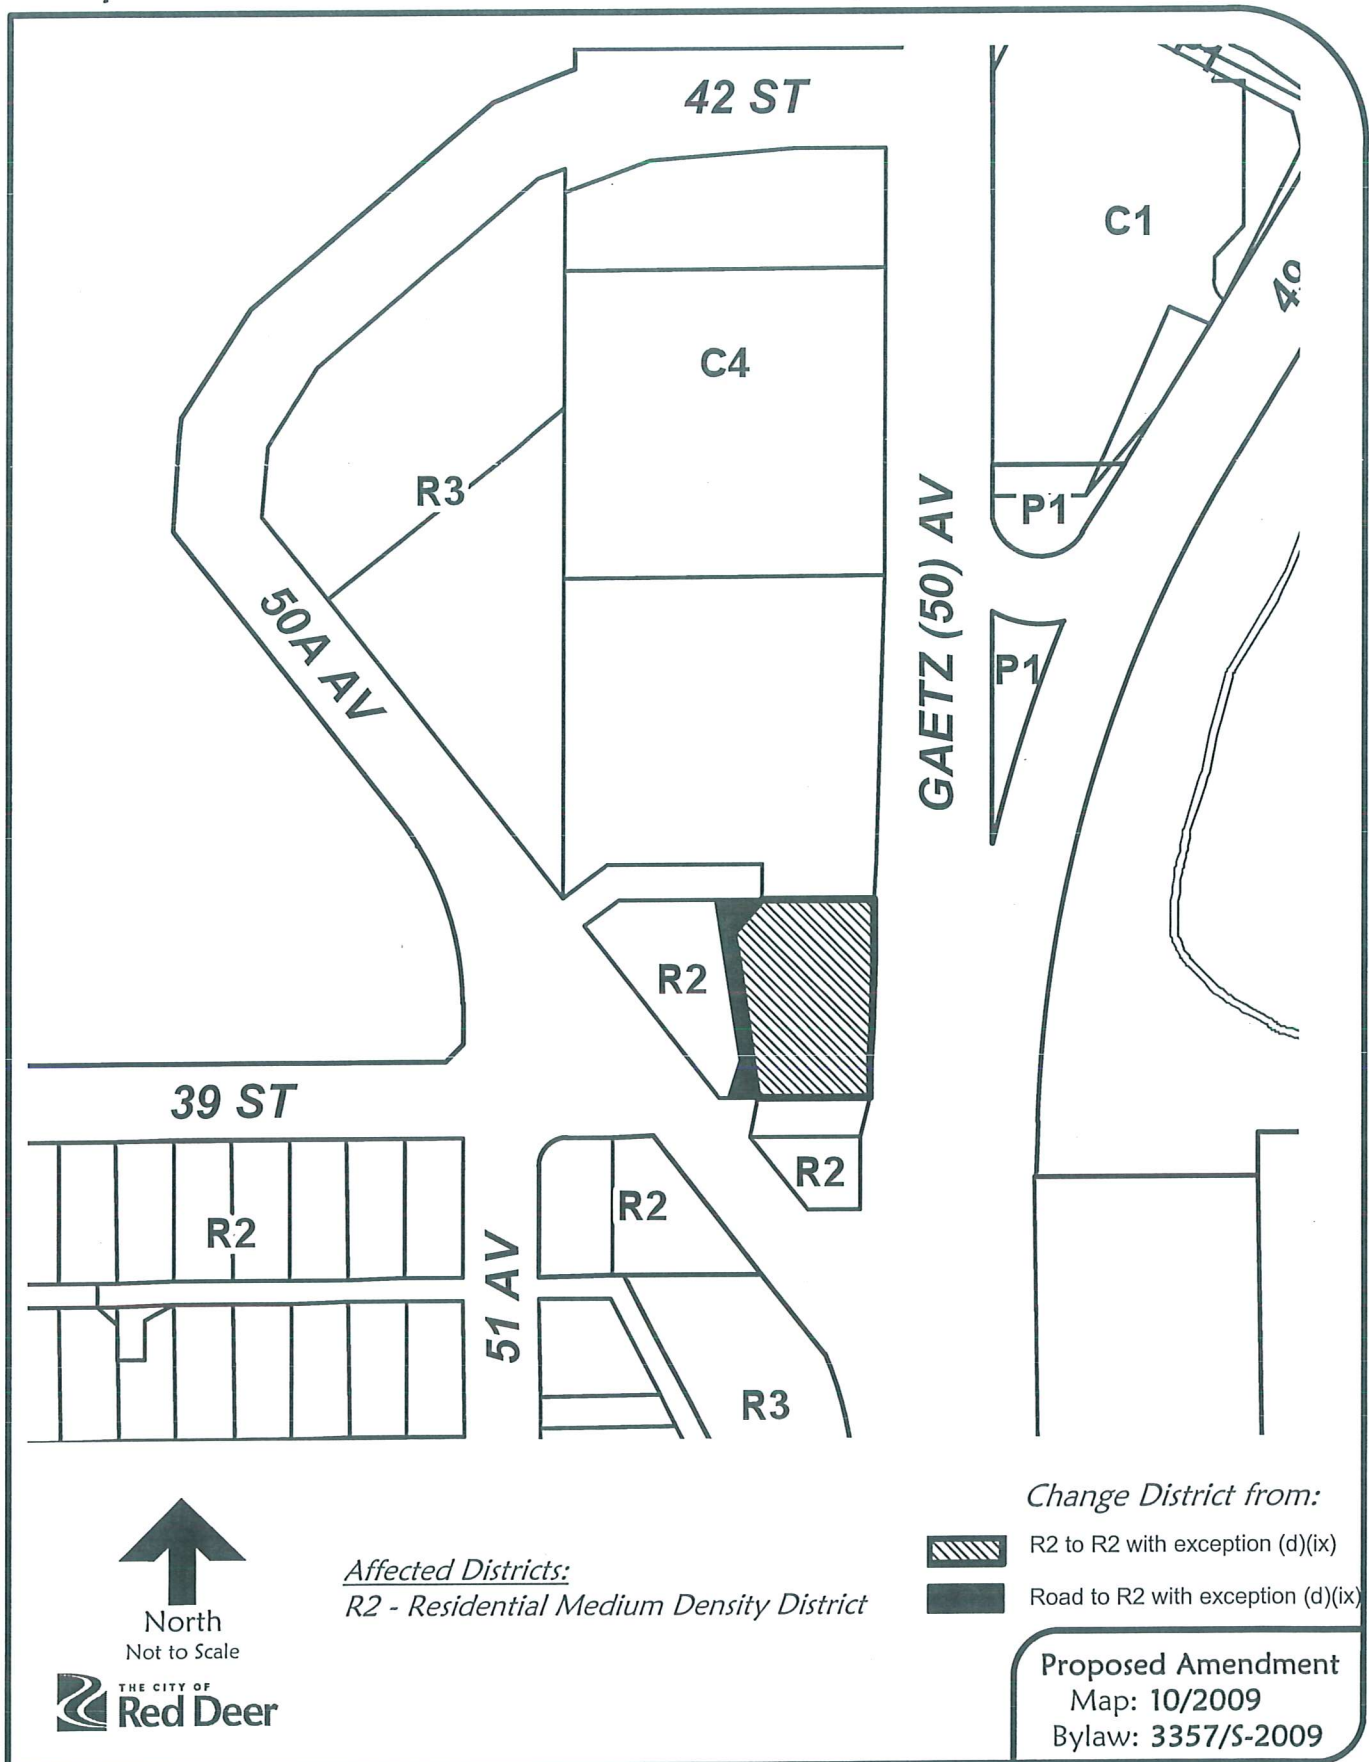 42 ST
C1
49
C4
R3
P1
GAETZ (50) AV
50A AV
P1
R2
39 ST
R2
R2
R2
51 AV
R3
Change District from:
R2 to R2 with exception (d)(ix)
Road to R2 with exception (d)(ix)
Affected Districts:
R2 - Residential Medium Density District
North
Not to Scale
THE CITY OF
Red Deer
Proposed Amendment
Map: 10/2009
Bylaw: 3357/S-2009